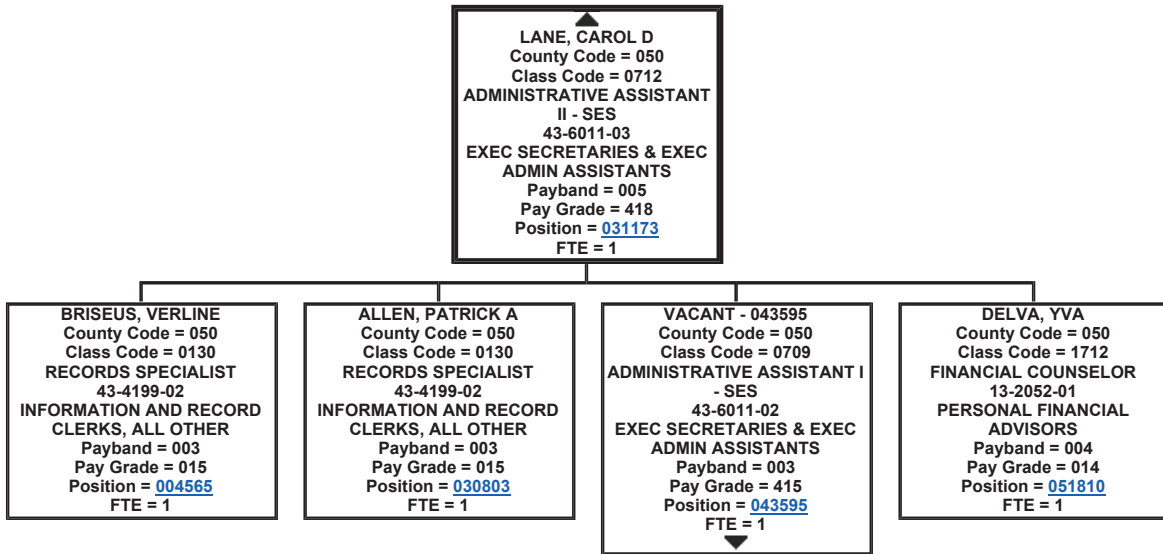 LANE, CAROL D
County Code = 050
Class Code = 0712
ADMINISTRATIVE ASSISTANT
II - SES
43-6011-03
EXEC SECRETARIES & EXEC
ADMIN ASSISTANTS
Payband = 005
Pay Grade = 418
Position = 031173
FTE = 1
BRISEUS, VERLINE
County Code = 050
Class Code = 0130
RECORDS SPECIALIST
43-4199-02
INFORMATION AND RECORD
CLERKS, ALL OTHER
Payband = 003
Pay Grade = 015
Position = 004565
FTE = 1
ALLEN, PATRICK A
County Code = 050
Class Code = 0130
RECORDS SPECIALIST
43-4199-02
INFORMATION AND RECORD
CLERKS, ALL OTHER
Payband = 003
Pay Grade = 015
Position = 030803
FTE = 1
VACANT - 043595
County Code = 050
Class Code = 0709
ADMINISTRATIVE ASSISTANT I
- SES
43-6011-02
EXEC SECRETARIES & EXEC
ADMIN ASSISTANTS
Payband = 003
Pay Grade = 415
Position = 043595
FTE = 1
DELVA, YVA
County Code = 050
Class Code = 1712
FINANCIAL COUNSELOR
13-2052-01
PERSONAL FINANCIAL
ADVISORS
Payband = 004
Pay Grade = 014
Position = 051810
FTE = 1